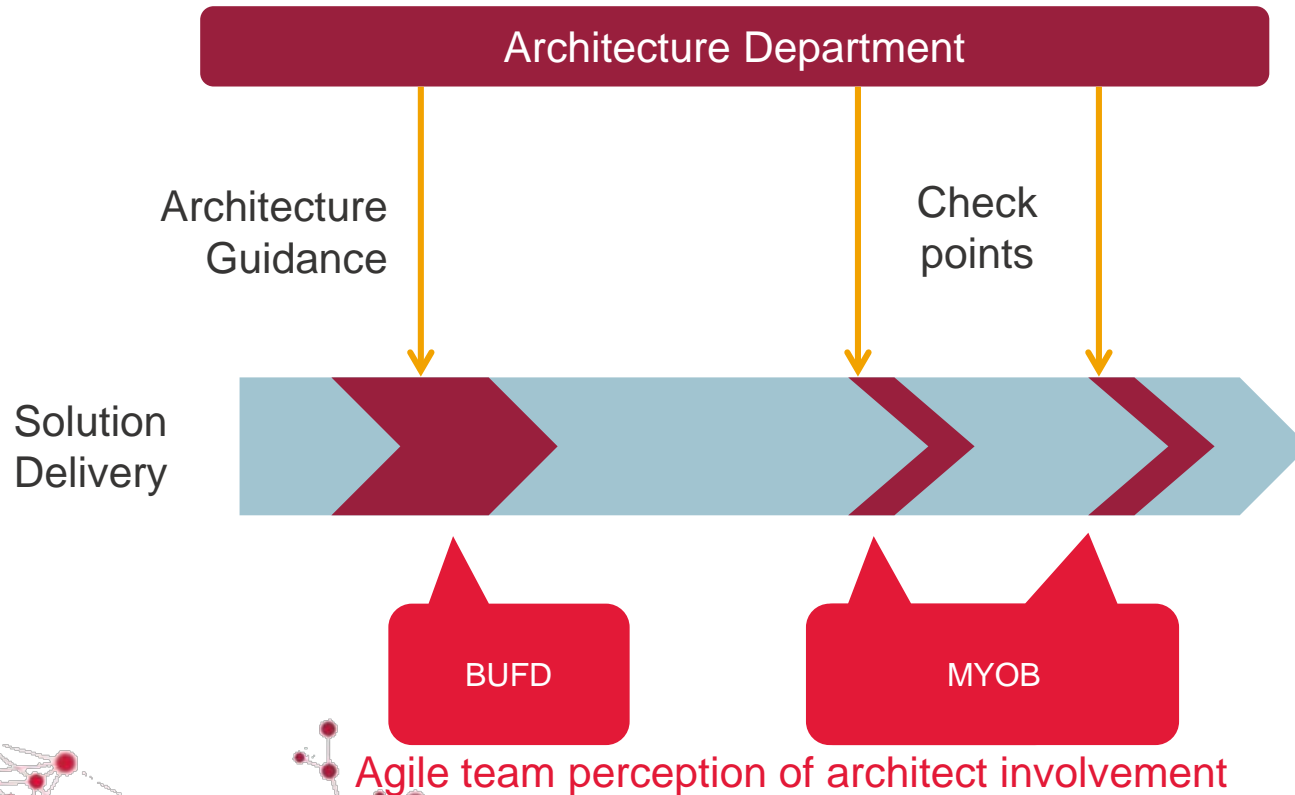 Architecture Department
Architecture
Guidance
Check
points
Solution
Delivery
BUFD
MYOB
Agile team perception of architect involvement